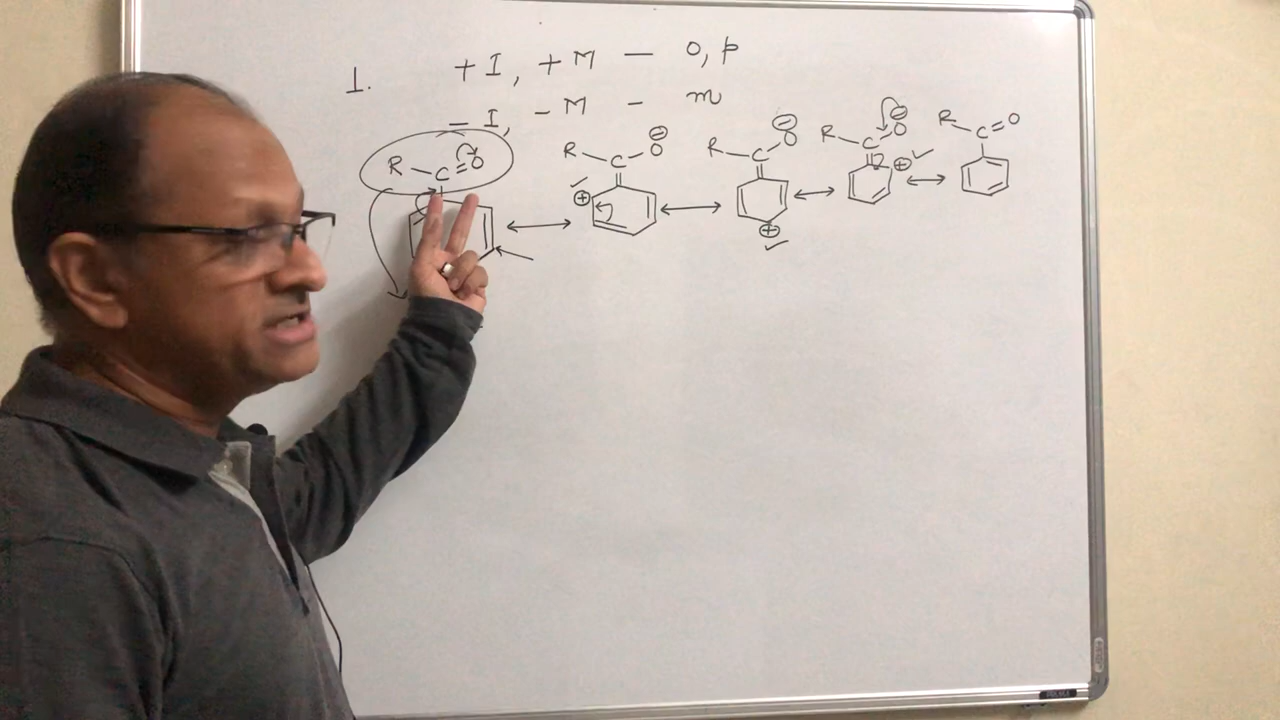 1. +I, +M — o, p
-I, -M - m
R-C=O ↔ R-C-O⊖ ⊕ ↔ R-C-O⊖ ⊕ ↔ R-C-O⊖ ⊕ ↔ R-C=O